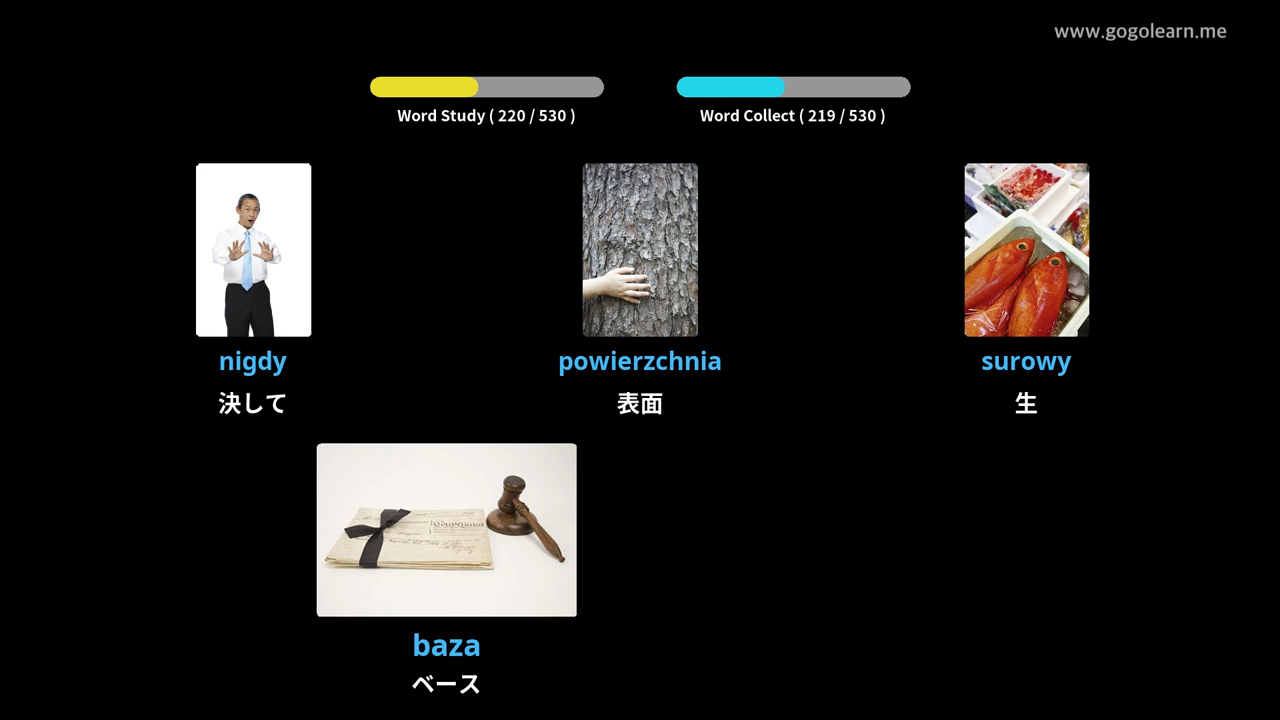 www.gogolearn.me
Word Study ( 220 / 530 )
Word Collect ( 219 / 530 )
nigdy
決して
powierzchnia
表面
surowy
生
baza
ベース